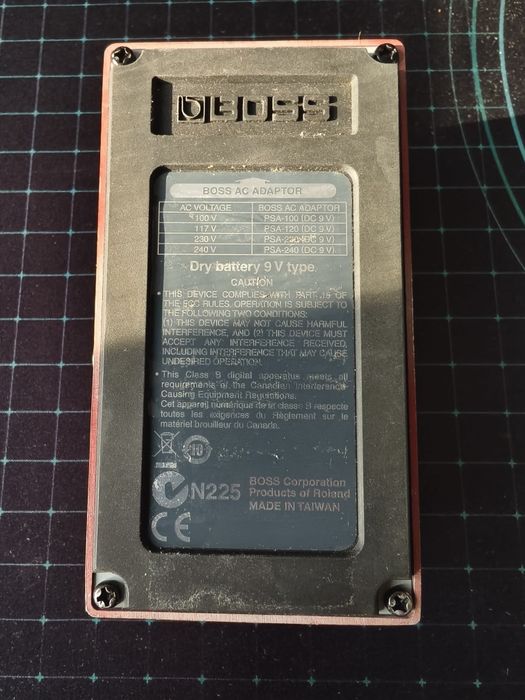 BOSS
BOSS AC ADAPTOR
AC VOLTAGE BOSS AC ADAPTOR
100 V PSA-100 (DC 9 V)
117 V PSA-120 (DC 9 V)
230 V PSA-230 (DC 9 V)
240 V PSA-240 (DC 9 V)
Dry battery 9 V type
CAUTION
• THIS DEVICE COMPLIES WITH PART 15 OF
THE FCC RULES. OPERATION IS SUBJECT TO
THE FOLLOWING TWO CONDITIONS:
(1) THIS DEVICE MAY NOT CAUSE HARMFUL
INTERFERENCE, AND (2) THIS DEVICE MUST
ACCEPT ANY INTERFERENCE RECEIVED,
INCLUDING INTERFERENCE THAT MAY CAUSE
UNDESIRED OPERATION.
• This Class B digital apparatus meets all
requirements of the Canadian Interference-
Causing Equipment Regulations.
Cet appareil numérique de la classe B respecte
toutes les exigences du Règlement sur le
matériel brouilleur du Canada.
10
N225
BOSS Corporation
Products of Roland
MADE IN TAIWAN
CE